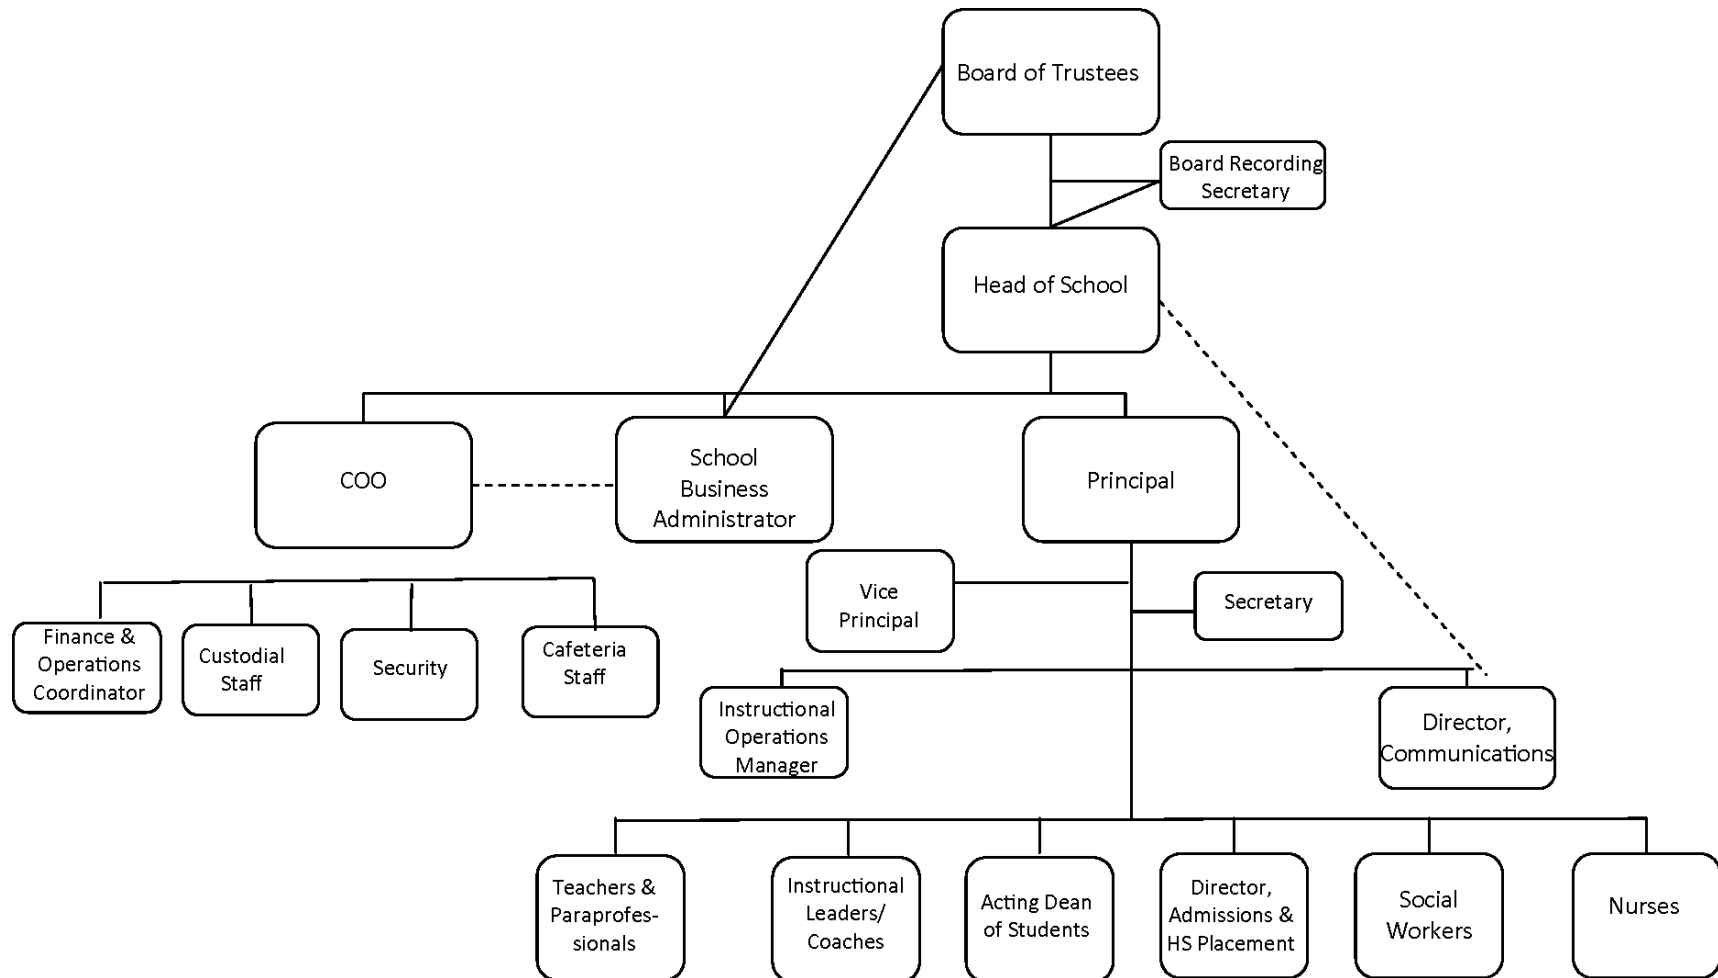 Board of Trustees
Board Recording
Secretary
Head of School
COO
School
Business
Administrator
Principal
Vice
Principal
Secretary
Finance &
Operations
Coordinator
Custodial
Staff
Security
Cafeteria
Staff
Instructional
Operations
Manager
Director,
Communications
Teachers &
Paraprofes-
sionals
Instructional
Leaders/
Coaches
Acting Dean
of Students
Director,
Admissions &
HS Placement
Social
Workers
Nurses